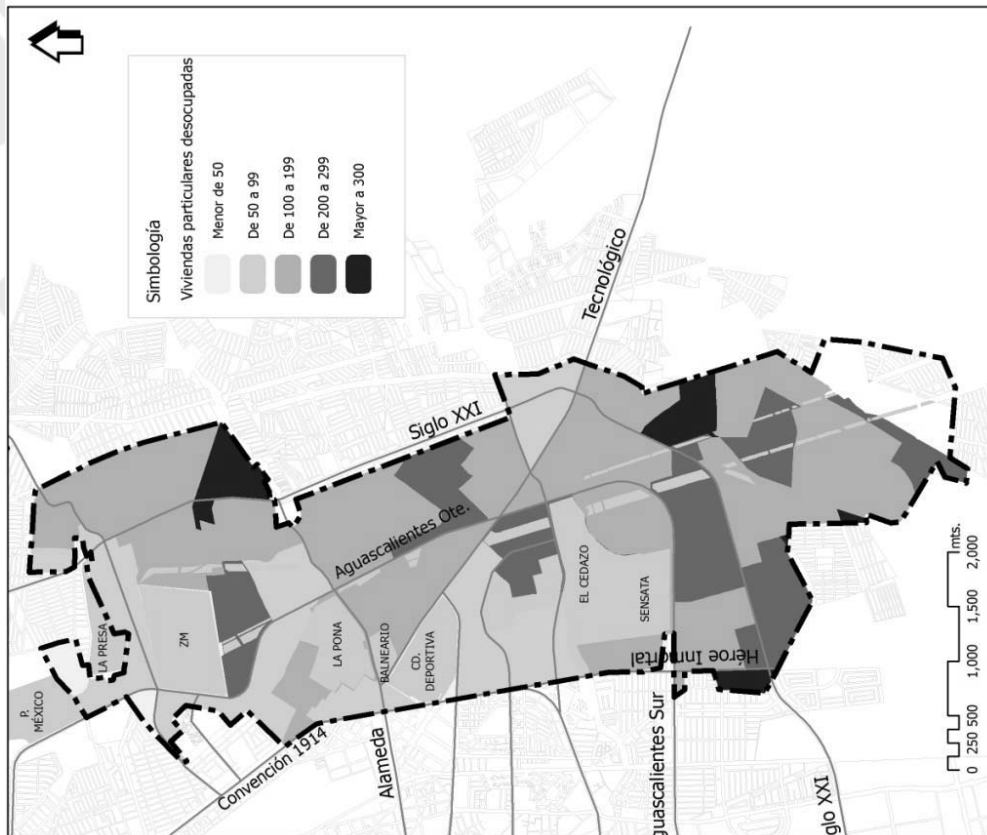 Simbología
Viviendas particulares desocupadas
Menor de 50
De 50 a 99
De 100 a 199
De 200 a 299
Mayor a 300
P.
MÉXICO
LA PRESA
ZM
Convención 1914
Siglo XXI
Aguascalientes Ote.
LA PONA
BALNEARIO
CD.
DEPORTIVA
Alameda
Tecnológico
EL CEDAZO
SENSATA
Héroe Inmortal
guascalientes Sur
glo XXI
0 250 500 1,000 1,500 2,000
mts.